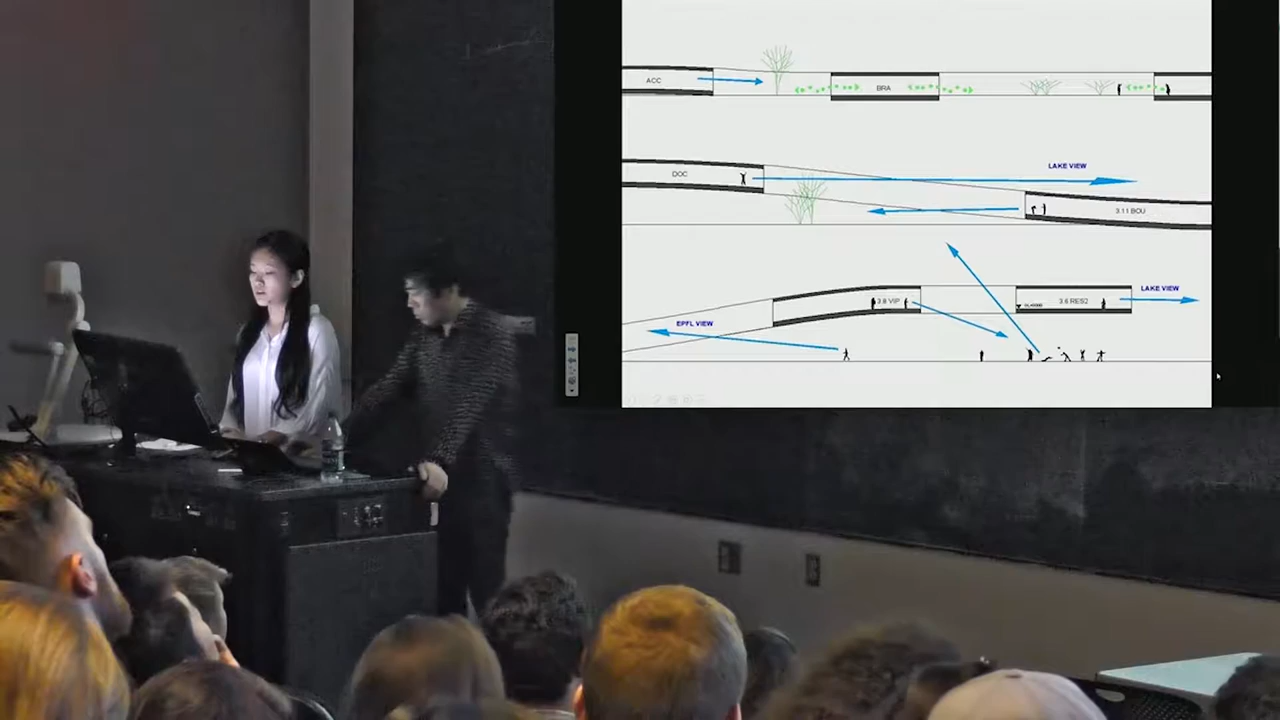 ACC
BRA
LAKE VIEW
DOC
3.11 BOU
3.8 VIP
3.6 RES2
LAKE VIEW
EPFL VIEW